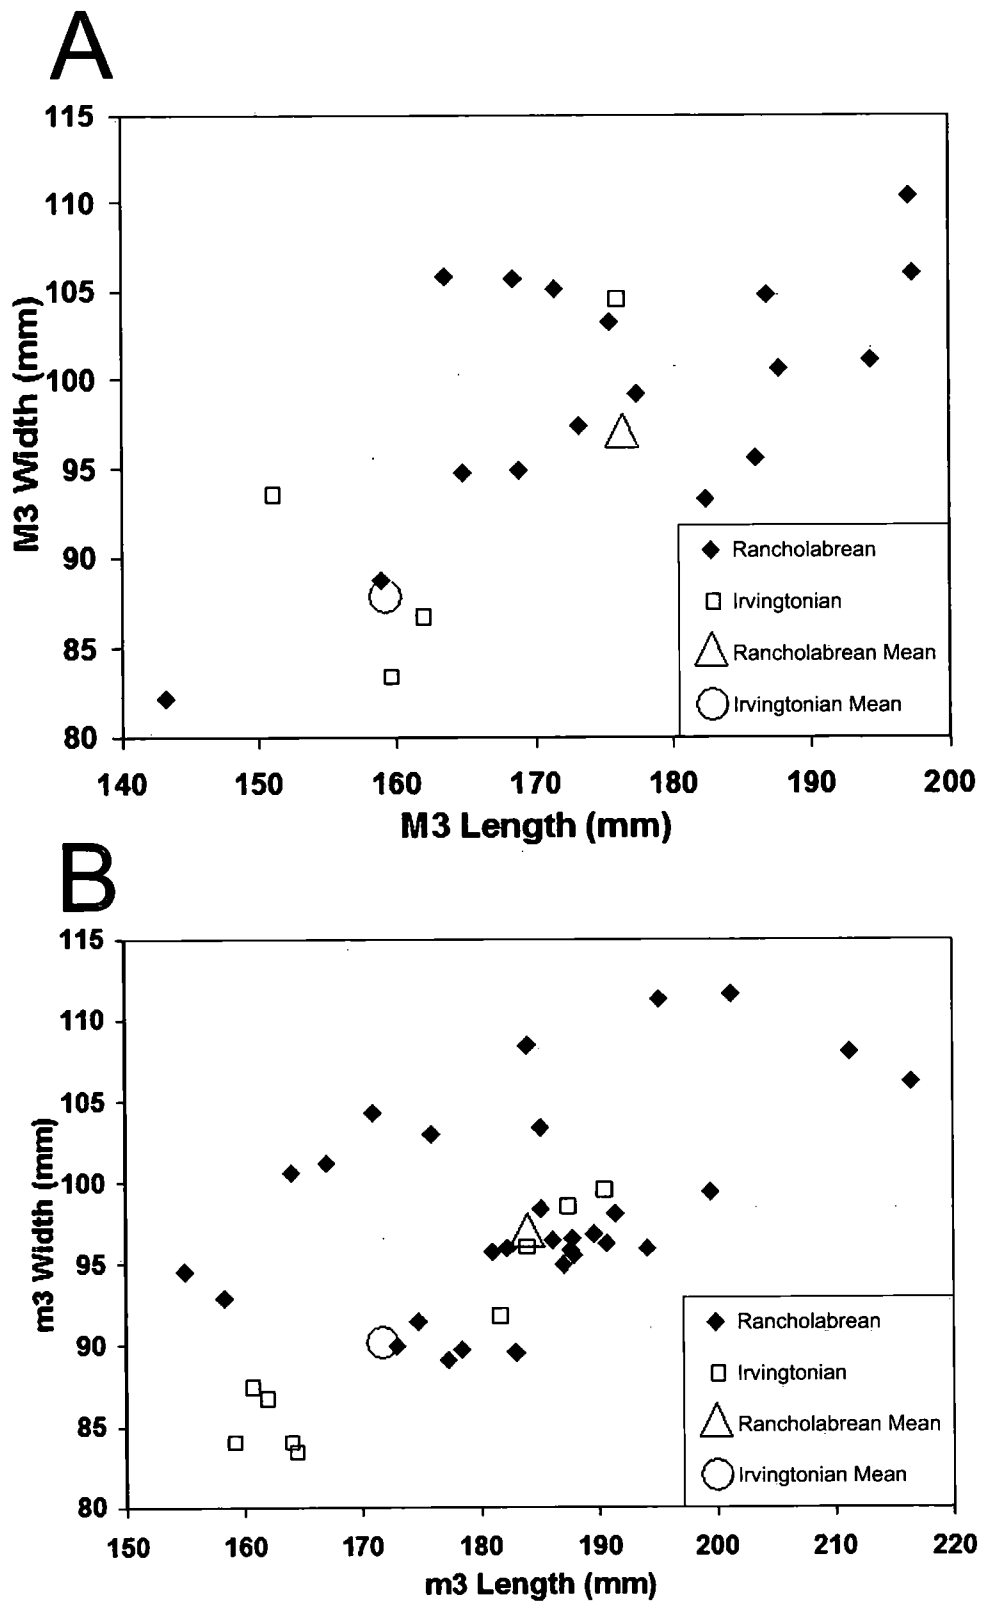 A
115
110
105
100
95
90
85
80
M3 Width (mm)
Rancholabrean
Irvingtonian
Rancholabrean Mean
Irvingtonian Mean
140 150 160 170 180 190 200
M3 Length (mm)
B
115
110
105
100
95
90
85
80
m3 Width (mm)
Rancholabrean
Irvingtonian
Rancholabrean Mean
Irvingtonian Mean
150 160 170 180 190 200 210 220
m3 Length (mm)